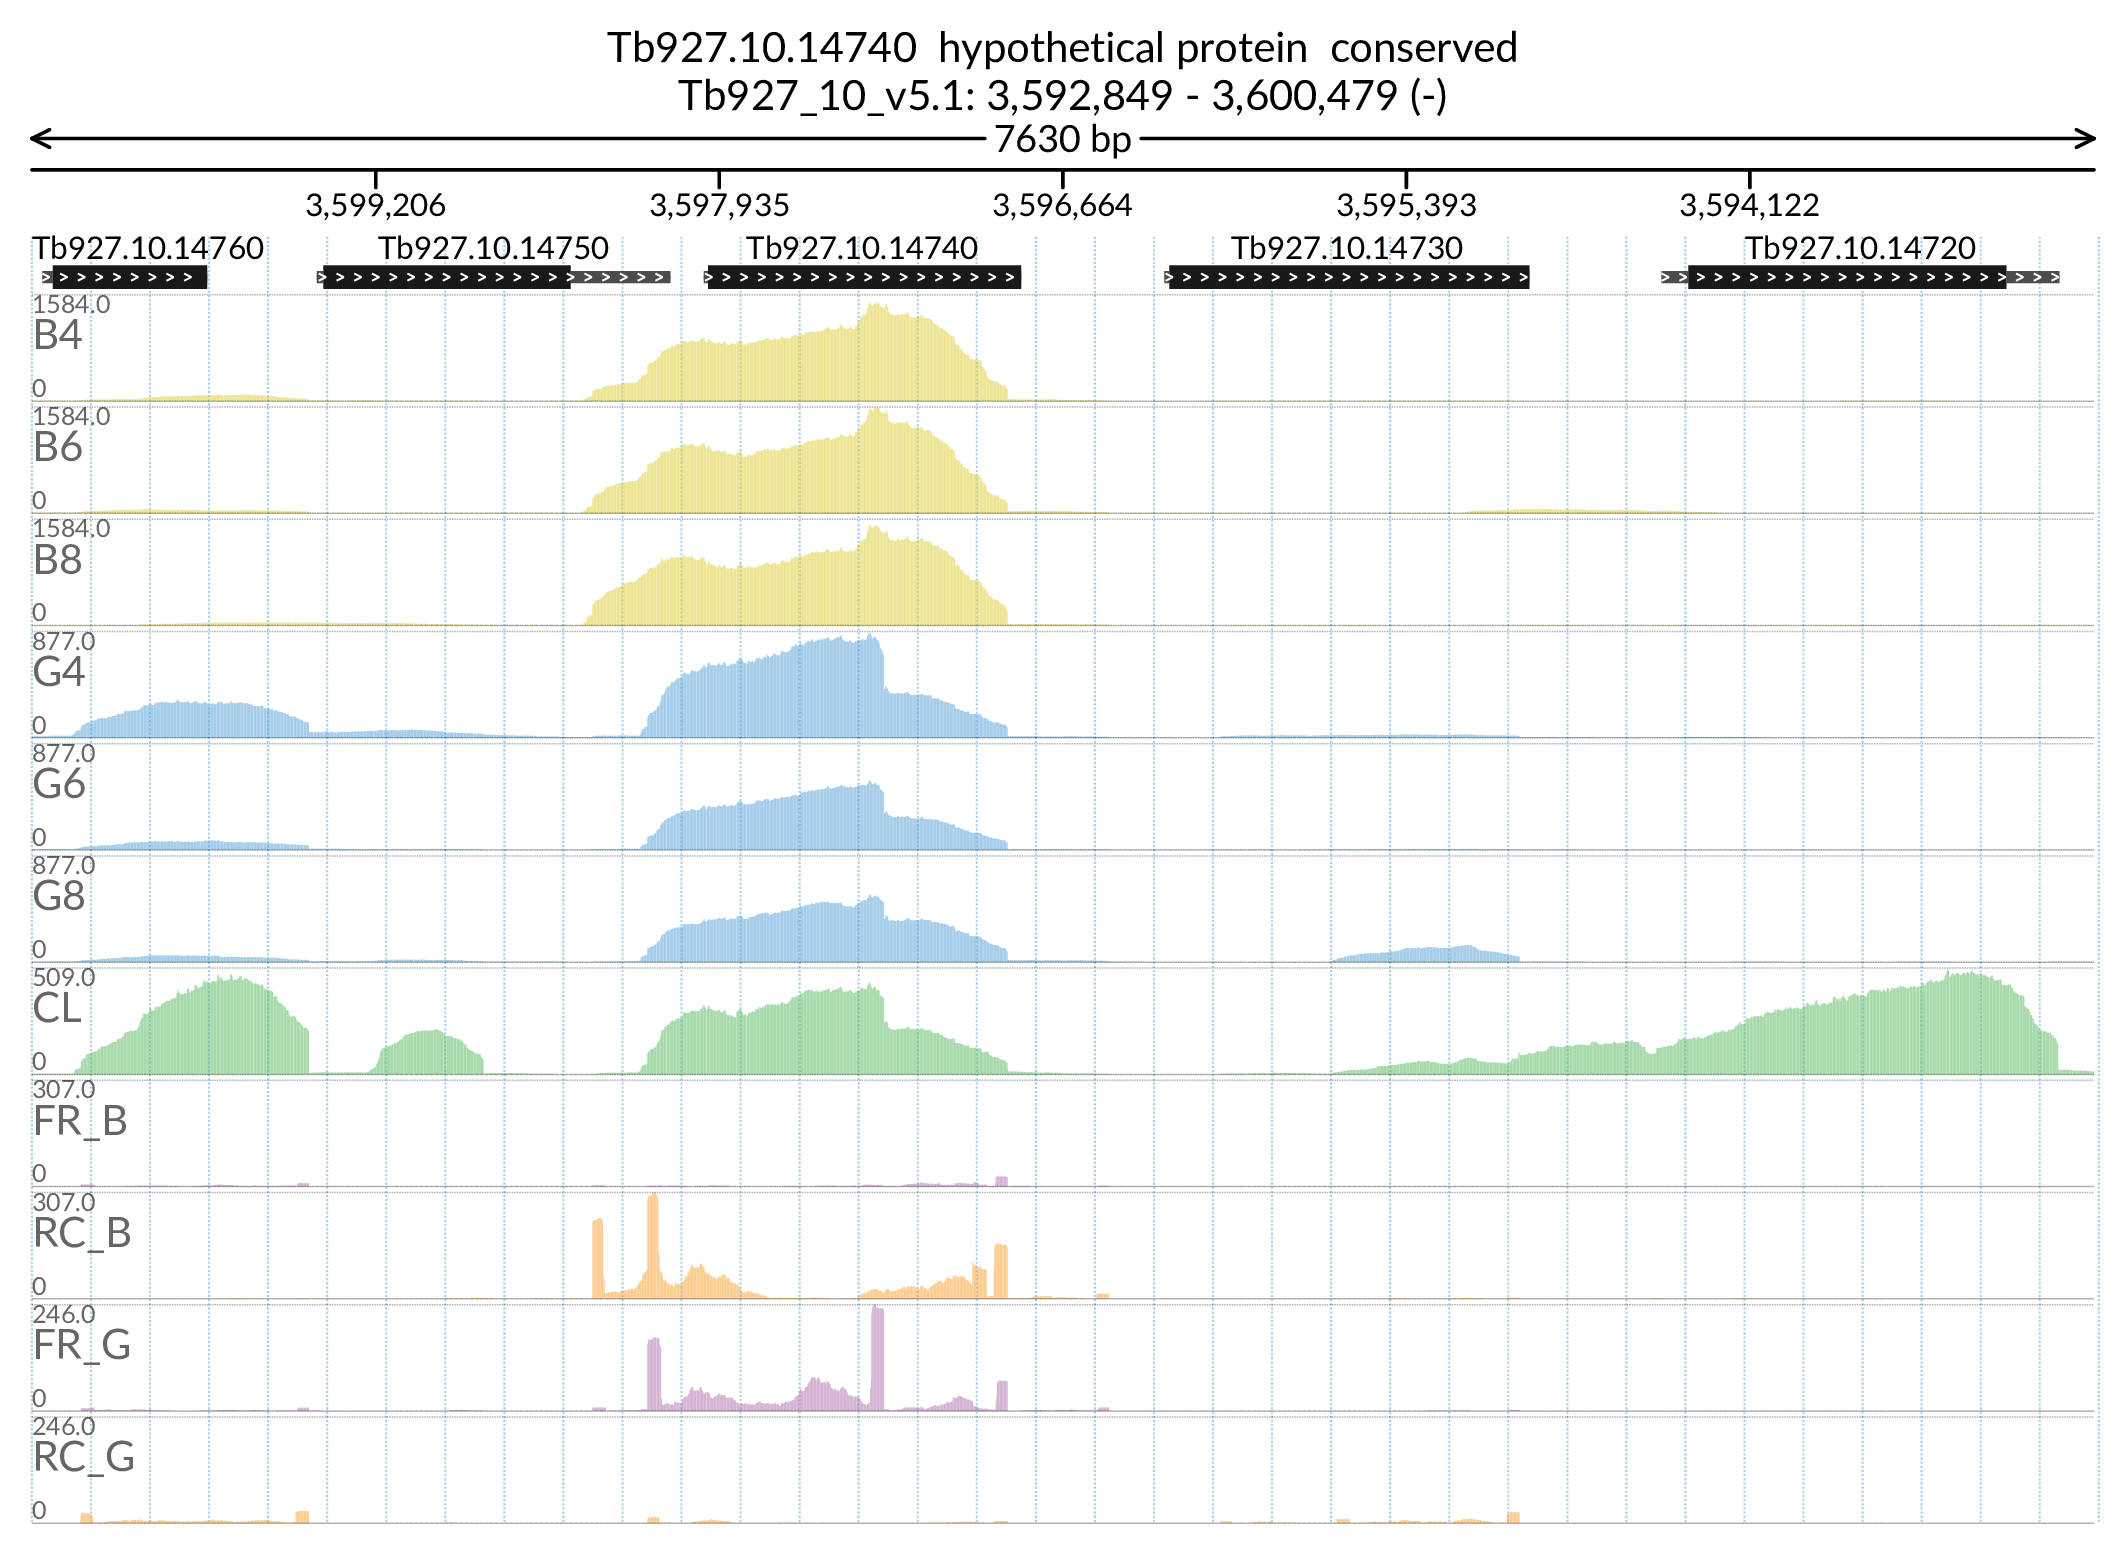 Tb927.10.14740 hypothetical protein conserved
Tb927_10_v5.1: 3,592,849 - 3,600,479 (-)
7630 bp
3,599,206 3,597,935 3,596,664 3,595,393 3,594,122
Tb927.10.14760 Tb927.10.14750 Tb927.10.14740 Tb927.10.14730 Tb927.10.14720
1584.0
B4
0
1584.0
B6
0
1584.0
B8
0
877.0
G4
0
877.0
G6
0
877.0
G8
0
509.0
CL
0
307.0
FR_B
0
307.0
RC_B
0
246.0
FR_G
0
246.0
RC_G
0